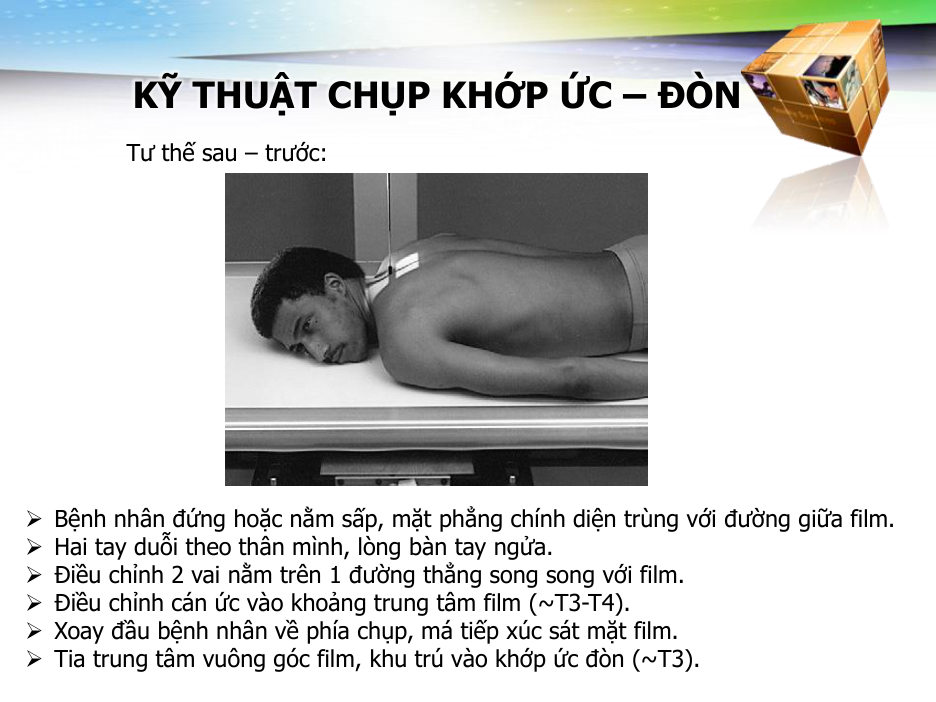 KỸ THUẬT CHỤP KHỚP ỨC – ĐÒN
Tư thế sau – trước:
➢ Bệnh nhân đứng hoặc nằm sấp, mặt phẳng chính diện trùng với đường giữa film.
➢ Hai tay duỗi theo thân mình, lòng bàn tay ngửa.
➢ Điều chỉnh 2 vai nằm trên 1 đường thẳng song song với film.
➢ Điều chỉnh cán ức vào khoảng trung tâm film (~T3-T4).
➢ Xoay đầu bệnh nhân về phía chụp, má tiếp xúc sát mặt film.
➢ Tia trung tâm vuông góc film, khu trú vào khớp ức đòn (~T3).